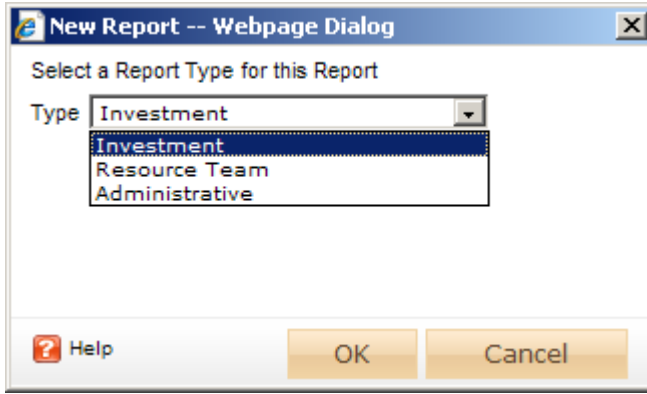 New Report -- Webpage Dialog
Select a Report Type for this Report
Type Investment
Investment
Resource Team
Administrative
Help OK Cancel